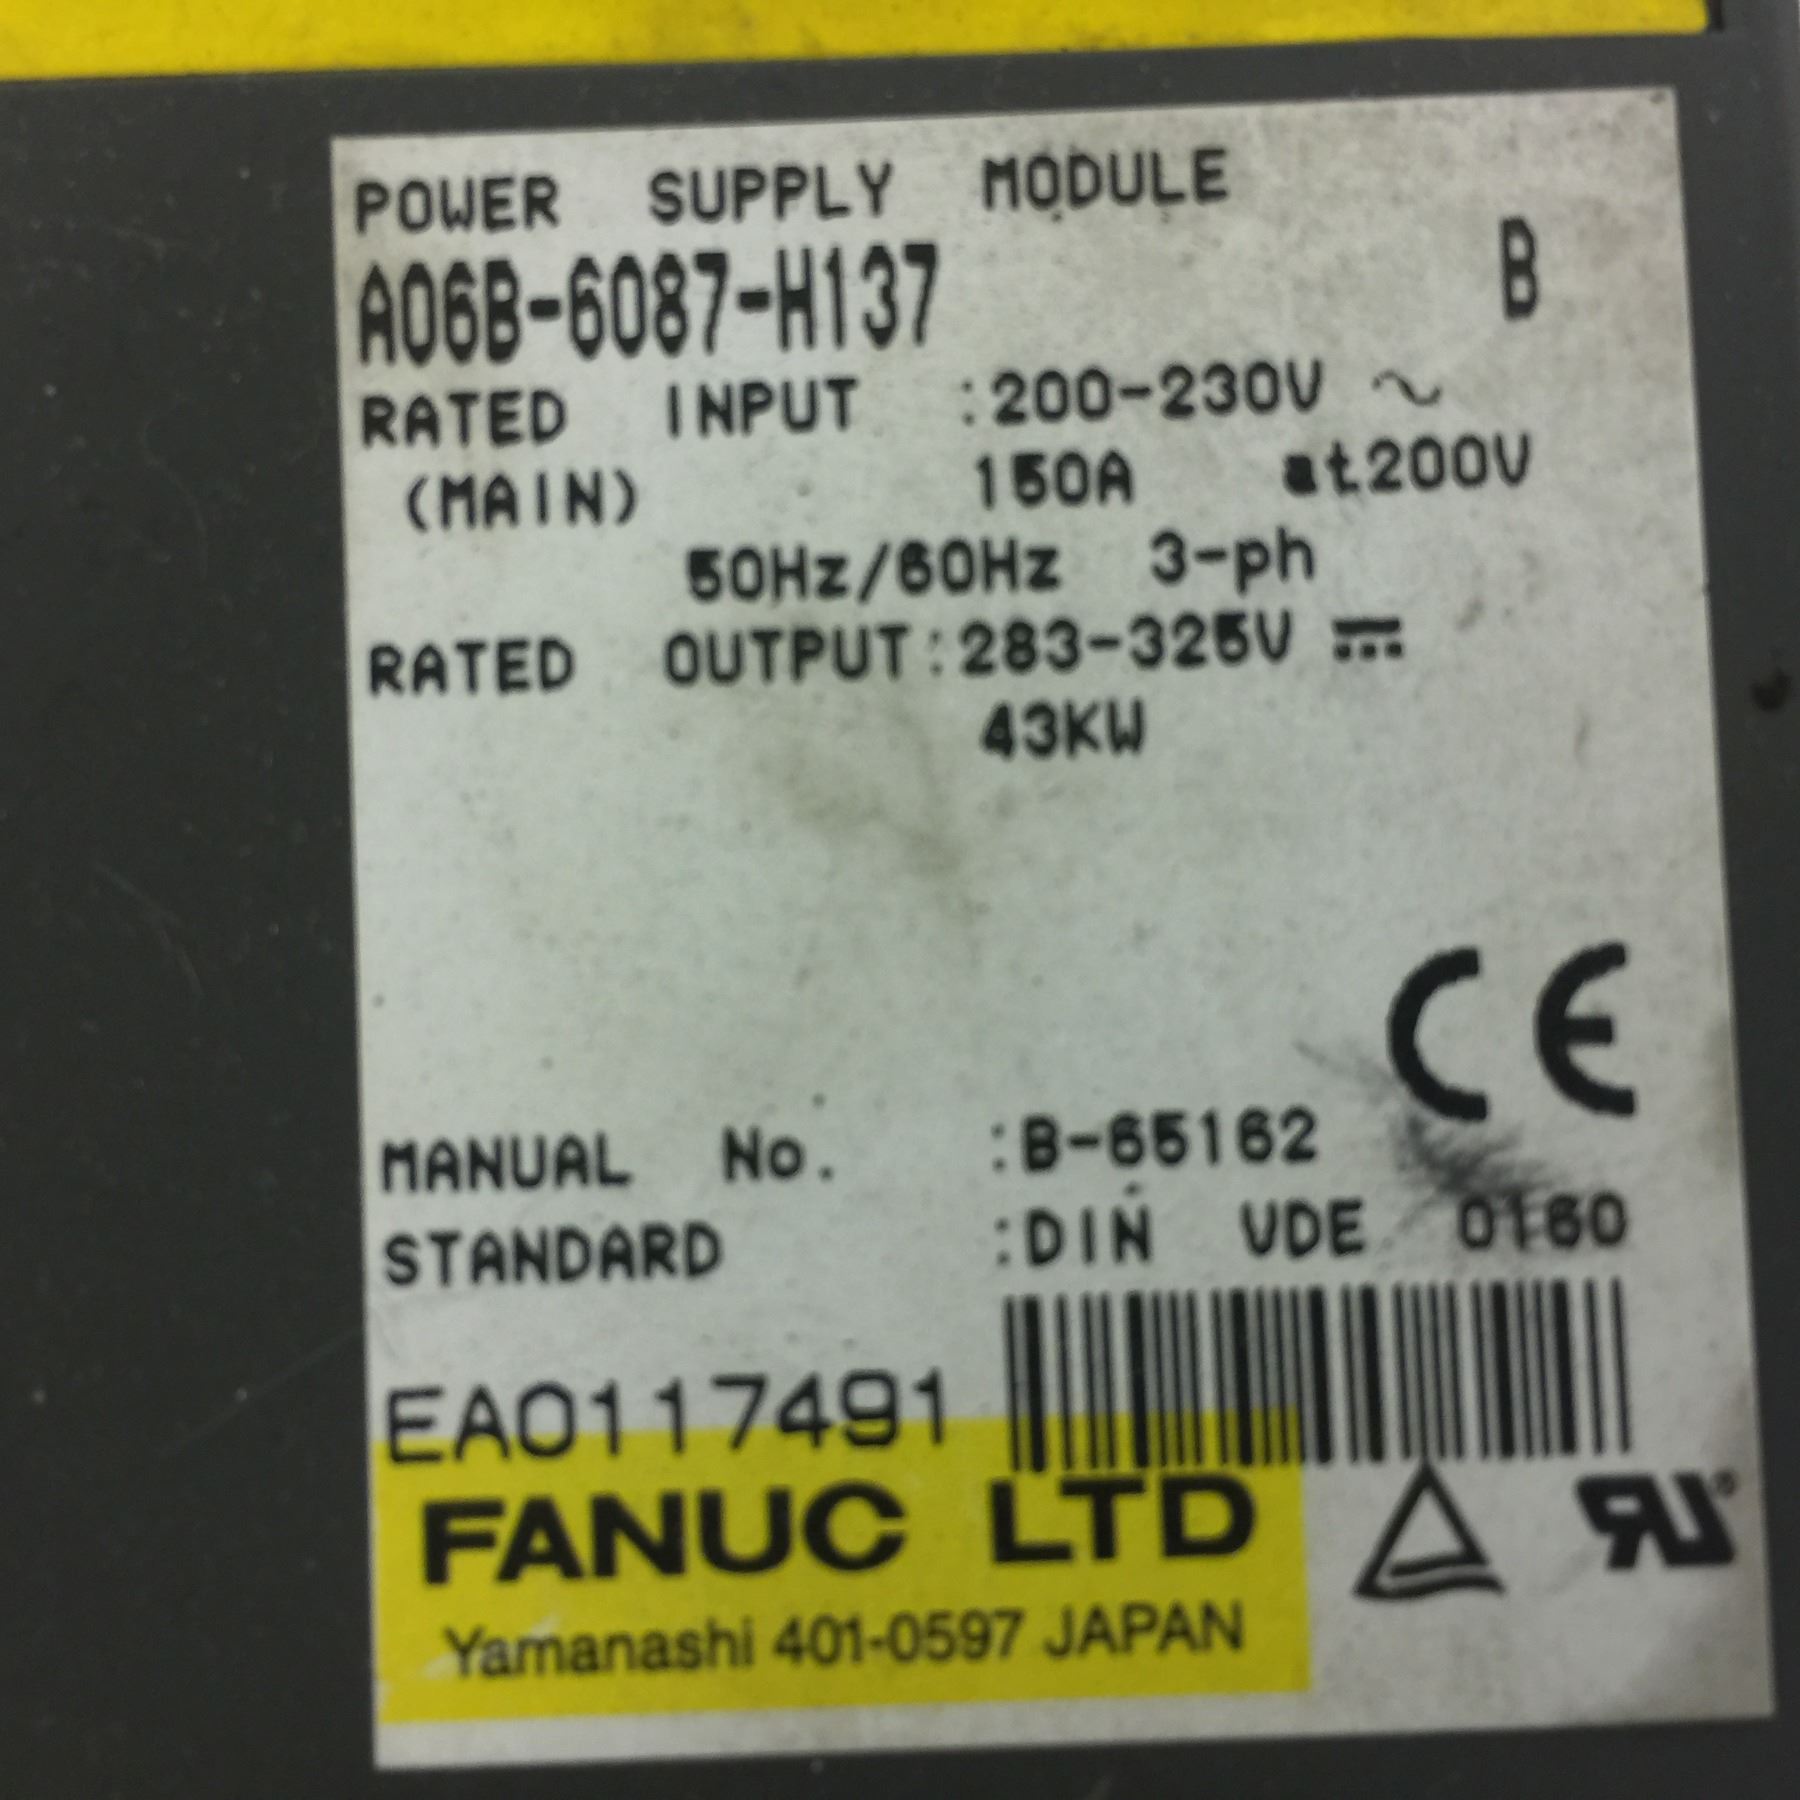 POWER SUPPLY MODULE
A06B-6087-H137 B
RATED INPUT :200-230V ~
(MAIN) 150A at200V
50Hz/60Hz 3-ph
RATED OUTPUT:283-325V ⎓
43KW
CE
MANUAL No. :B-65162
STANDARD :DIN VDE 0160
EA0117491
FANUC LTD
Yamanashi 401-0597 JAPAN